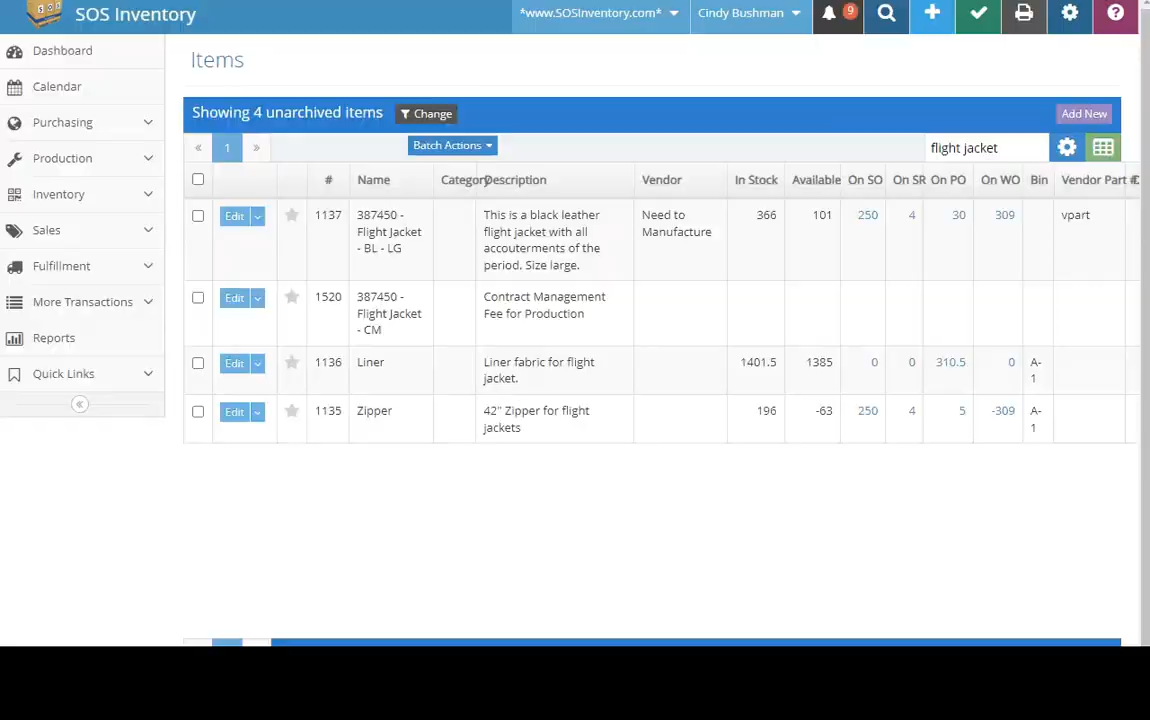 SOS Inventory
*www.SOSInventory.com*
Cindy Bushman
9
Dashboard
Calendar
Purchasing
Production
Inventory
Sales
Fulfillment
More Transactions
Reports
Quick Links
Items
Showing 4 unarchived items
Change
Add New
« 1 »
Batch Actions
flight jacket
# Name Category Description Vendor In Stock Available On SO On SR On PO On WO Bin Vendor Part #
Edit 1137 387450 - This is a black leather Need to 366 101 250 4 30 309 vpart
Flight Jacket flight jacket with all Manufacture
- BL - LG accouterments of the
period. Size large.
Edit 1520 387450 - Contract Management
Flight Jacket Fee for Production
- CM
Edit 1136 Liner Liner fabric for flight 1401.5 1385 0 0 310.5 0 A-
jacket. 1
Edit 1135 Zipper 42" Zipper for flight 196 -63 250 4 5 -309 A-
jackets 1